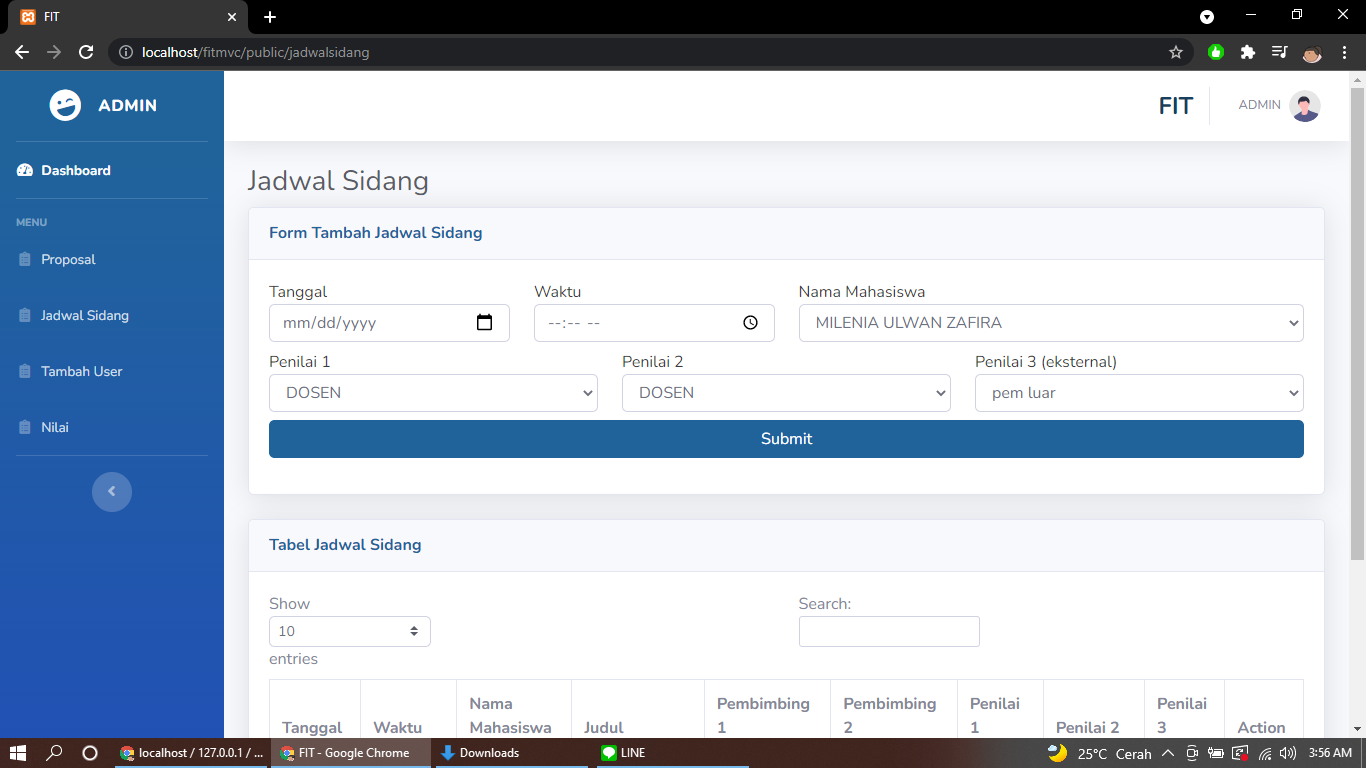 FIT
localhost/fitmvc/public/jadwalsidang
ADMIN
FIT
ADMIN
Dashboard
MENU
Proposal
Jadwal Sidang
Tambah User
Nilai
Jadwal Sidang
Form Tambah Jadwal Sidang
Tanggal Waktu Nama Mahasiswa
mm/dd/yyyy --:-- -- MILENIA ULWAN ZAFIRA
Penilai 1 Penilai 2 Penilai 3 (eksternal)
DOSEN DOSEN pem luar
Submit
Tabel Jadwal Sidang
Show Search:
10
entries
Nama Pembimbing Pembimbing Penilai Penilai
Tanggal Waktu Mahasiswa Judul 1 2 1 Penilai 2 3 Action
localhost / 127.0.0.1 / ... FIT - Google Chrome Downloads LINE 25°C Cerah 3:56 AM